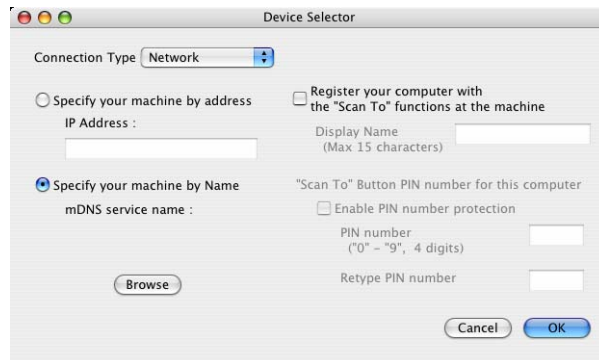 Device Selector
Connection Type Network
Specify your machine by address
IP Address :
Specify your machine by Name
mDNS service name :
Browse
Register your computer with
the "Scan To" functions at the machine
Display Name
(Max 15 characters)
"Scan To" Button PIN number for this computer
Enable PIN number protection
PIN number
("0" - "9", 4 digits)
Retype PIN number
Cancel OK